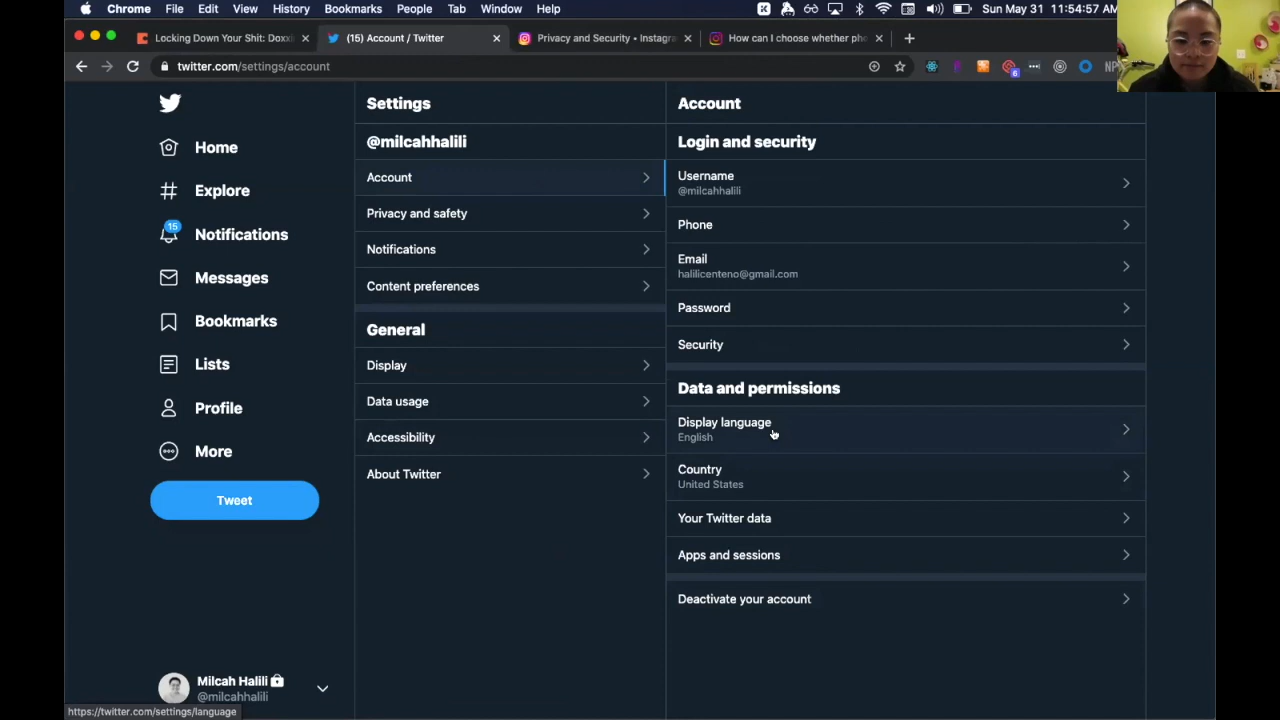 Chrome File Edit View History Bookmarks People Tab Window Help
Sun May 31 11:54:57 AM
Locking Down Your Shit: Doxxi
(15) Account / Twitter
Privacy and Security • Instagra
How can I choose whether pho
twitter.com/settings/account
6
NP
Home
Explore
15
Notifications
Messages
Bookmarks
Lists
Profile
More
Tweet
Milcah Halili
@milcahhalili
https://twitter.com/settings/language
Settings
@milcahhalili
Account
Privacy and safety
Notifications
Content preferences
General
Display
Data usage
Accessibility
About Twitter
Account
Login and security
Username
@milcahhalili
Phone
Email
halilicenteno@gmail.com
Password
Security
Data and permissions
Display language
English
Country
United States
Your Twitter data
Apps and sessions
Deactivate your account